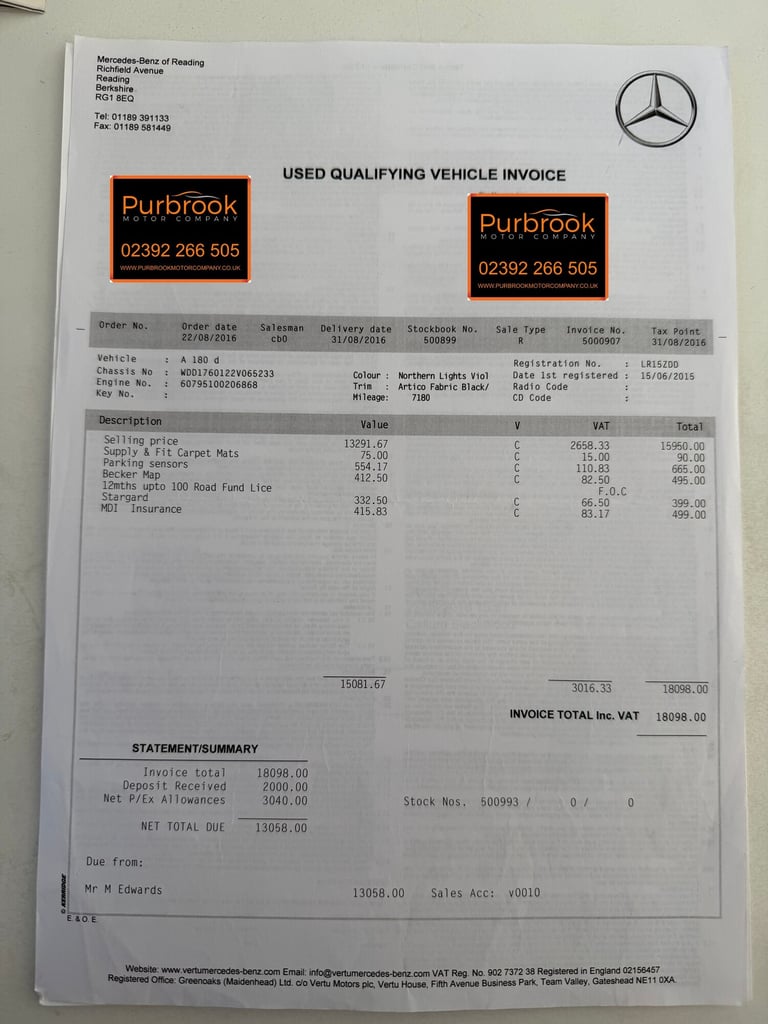 Mercedes-Benz of Reading
Richfield Avenue
Reading
Berkshire
RG1 8EQ
Tel: 01189 391133
Fax: 01189 581449
USED QUALIFYING VEHICLE INVOICE
Purbrook
MOTOR COMPANY
02392 266 505
WWW.PURBROOKMOTORCOMPANY.CO.UK
Purbrook
MOTOR COMPANY
02392 266 505
WWW.PURBROOKMOTORCOMPANY.CO.UK
Order No. Order date Salesman Delivery date Stockbook No. Sale Type Invoice No. Tax Point
22/08/2016 cb0 31/08/2016 500899 R 5000907 31/08/2016
Vehicle : A 180 d Registration No. : LR15ZDD
Chassis No : WDD1760122V065233 Colour : Northern Lights Viol Date 1st registered : 15/06/2015
Engine No. : 60795100206868 Trim : Artico Fabric Black/ Radio Code :
Key No. : Mileage: 7180 CD Code :
Description Value V VAT Total
Selling price 13291.67 C 2658.33 15950.00
Supply & Fit Carpet Mats 75.00 C 15.00 90.00
Parking sensors 554.17 C 110.83 665.00
Becker Map 412.50 C 82.50 495.00
12mths upto 100 Road Fund Lice F.O.C
Stargard 332.50 C 66.50 399.00
MDI Insurance 415.83 C 83.17 499.00
15081.67 3016.33 18098.00
INVOICE TOTAL Inc. VAT 18098.00
STATEMENT/SUMMARY
Invoice total 18098.00
Deposit Received 2000.00
Net P/Ex Allowances 3040.00 Stock Nos. 500993 / 0 / 0
NET TOTAL DUE 13058.00
Due from:
Mr M Edwards 13058.00 Sales Acc: v0010
© KERRIDGE
E. & O. E.
Website: www.vertumercedes-benz.com Email: info@vertumercedes-benz.com VAT Reg. No. 902 7372 38 Registered in England 02156457
Registered Office: Greenoaks (Maidenhead) Ltd. c/o Vertu Motors plc, Vertu House, Fifth Avenue Business Park, Team Valley, Gateshead NE11 0XA.